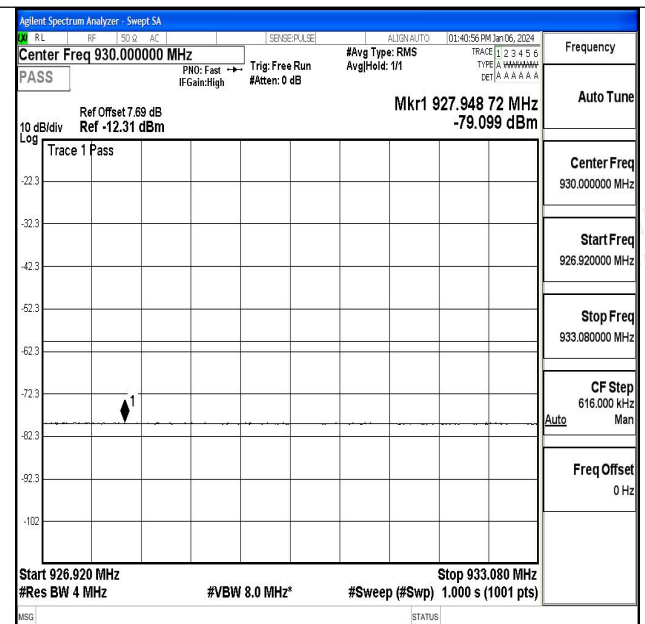 Agilent Spectrum Analyzer - Swept SA
RL RF 50 Ω AC SENSE:PULSE ALIGN AUTO 01:40:56 PM Jan 06, 2024
Center Freq 930.000000 MHz
PASS
PNO: Fast
IFGain:High
Trig: Free Run
#Atten: 0 dB
#Avg Type: RMS
Avg|Hold: 1/1
TRACE 1 2 3 4 5 6
TYPE A WWWWW
DET A A A A A A
Mkr1 927.948 72 MHz
-79.099 dBm
Ref Offset 7.69 dB
10 dB/div Ref -12.31 dBm
Log
Trace 1 Pass
-22.3
-32.3
-42.3
-52.3
-62.3
-72.3
1
-82.3
-92.3
-102
Start 926.920 MHz Stop 933.080 MHz
#Res BW 4 MHz #VBW 8.0 MHz* #Sweep (#Swp) 1.000 s (1001 pts)
MSG STATUS
Frequency
Auto Tune
Center Freq
930.000000 MHz
Start Freq
926.920000 MHz
Stop Freq
933.080000 MHz
CF Step
616.000 kHz
Auto Man
Freq Offset
0 Hz